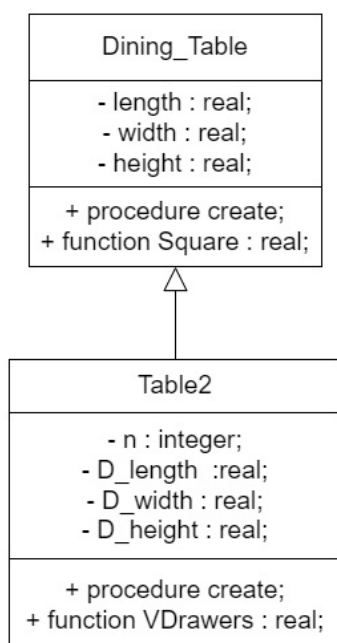 Dining_Table
- length : real;
- width : real;
- height : real;
+ procedure create;
+ function Square : real;
Table2
- n : integer;
- D_length :real;
- D_width : real;
- D_height : real;
+ procedure create;
+ function VDrawers : real;